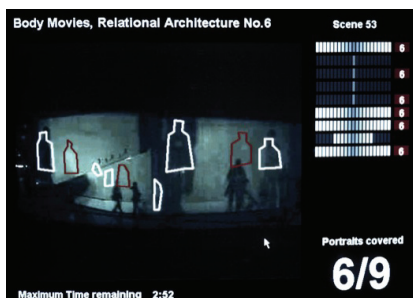 Body Movies, Relational Architecture No.6
Scene 53
6
6
6
6
6
Portraits covered
6/9
Maximum Time remaining 2:52